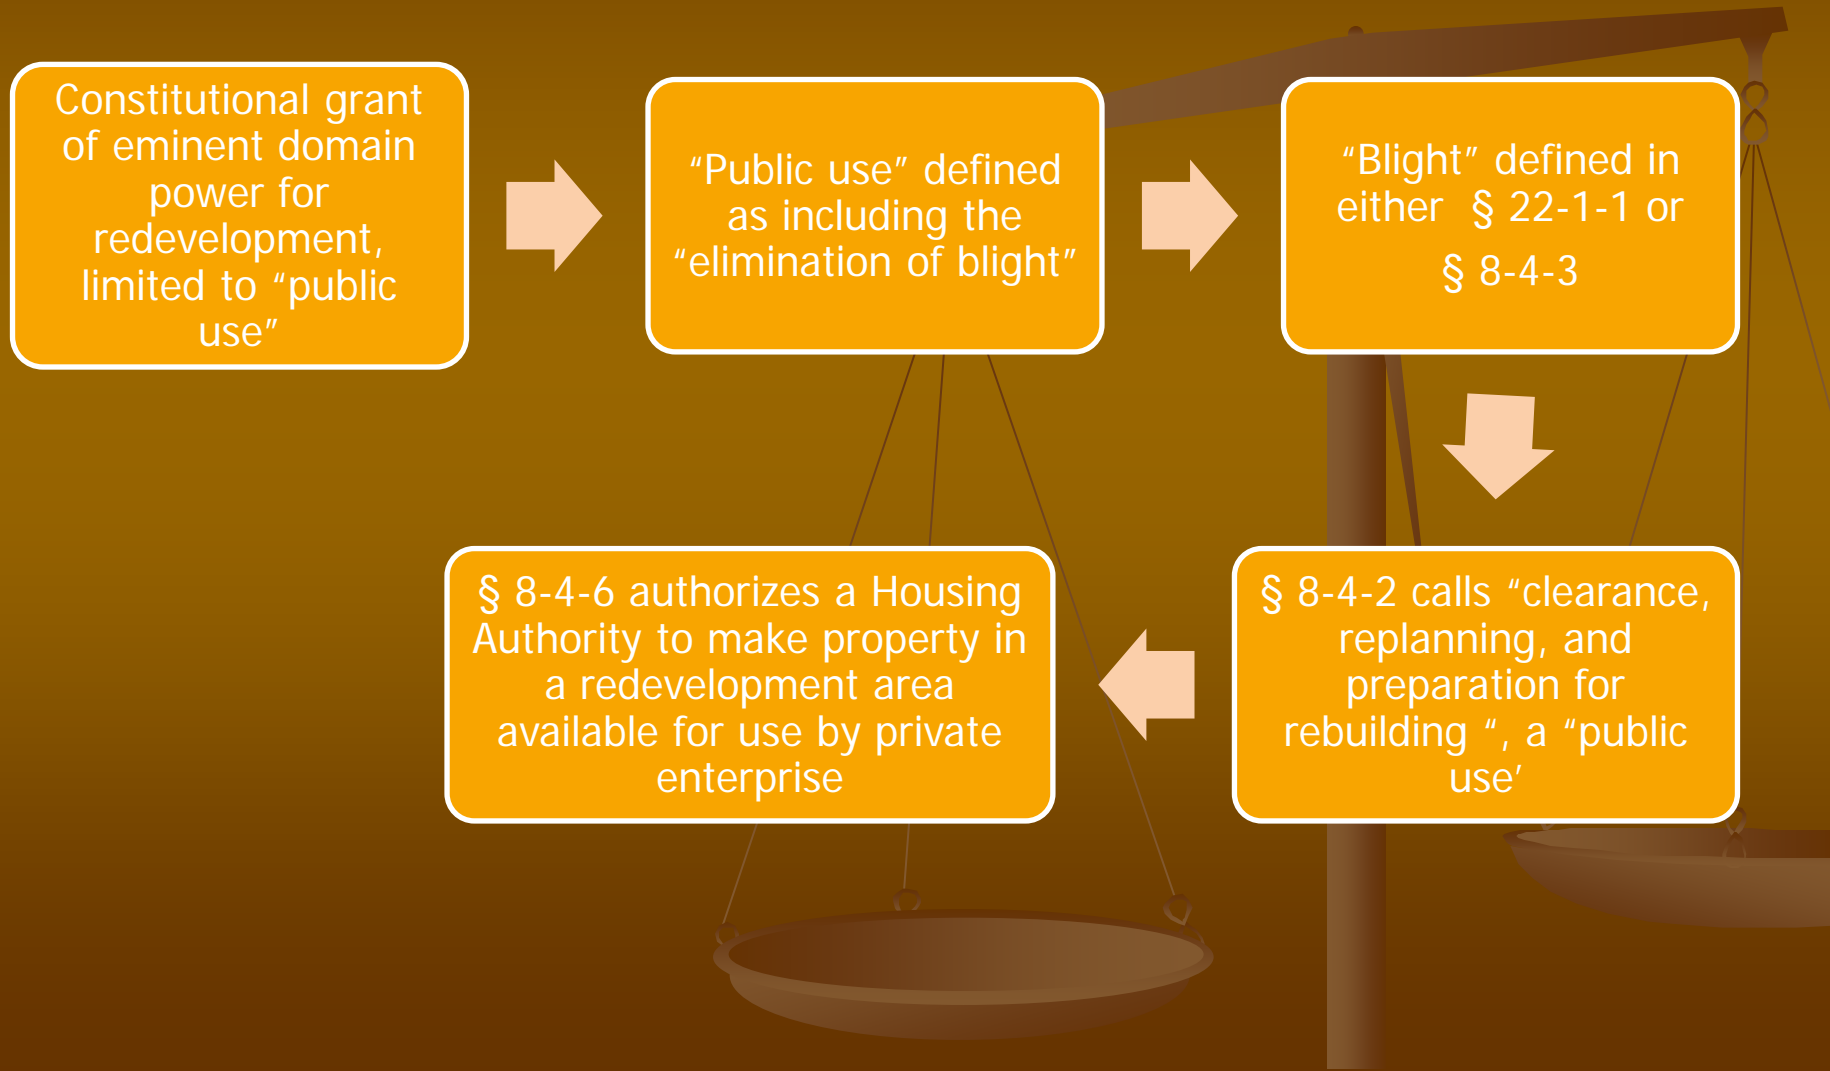 Constitutional grant
of eminent domain
power for
redevelopment,
limited to “public
use”
“Public use” defined
as including the
“elimination of blight”
“Blight” defined in
either  § 22-1-1 or
§ 8-4-3
§ 8-4-2 calls “clearance,
replanning, and
preparation for
rebuilding “, a “public
use’
§ 8-4-6 authorizes a Housing
Authority to make property in
a redevelopment area
available for use by private
enterprise